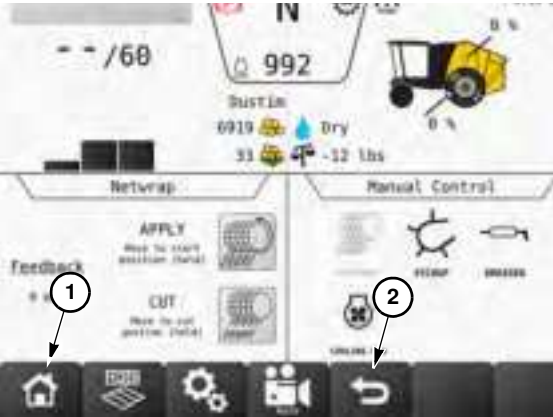 N
0 %
--/60
992
0 %
Dustin
6919 Dry
33 -12 lbs
Netwrap
Manual Control
APPLY
Move to start
position (hold)
PICKUP
Feedback
1
2
CUT
Move to cut
position (hold)